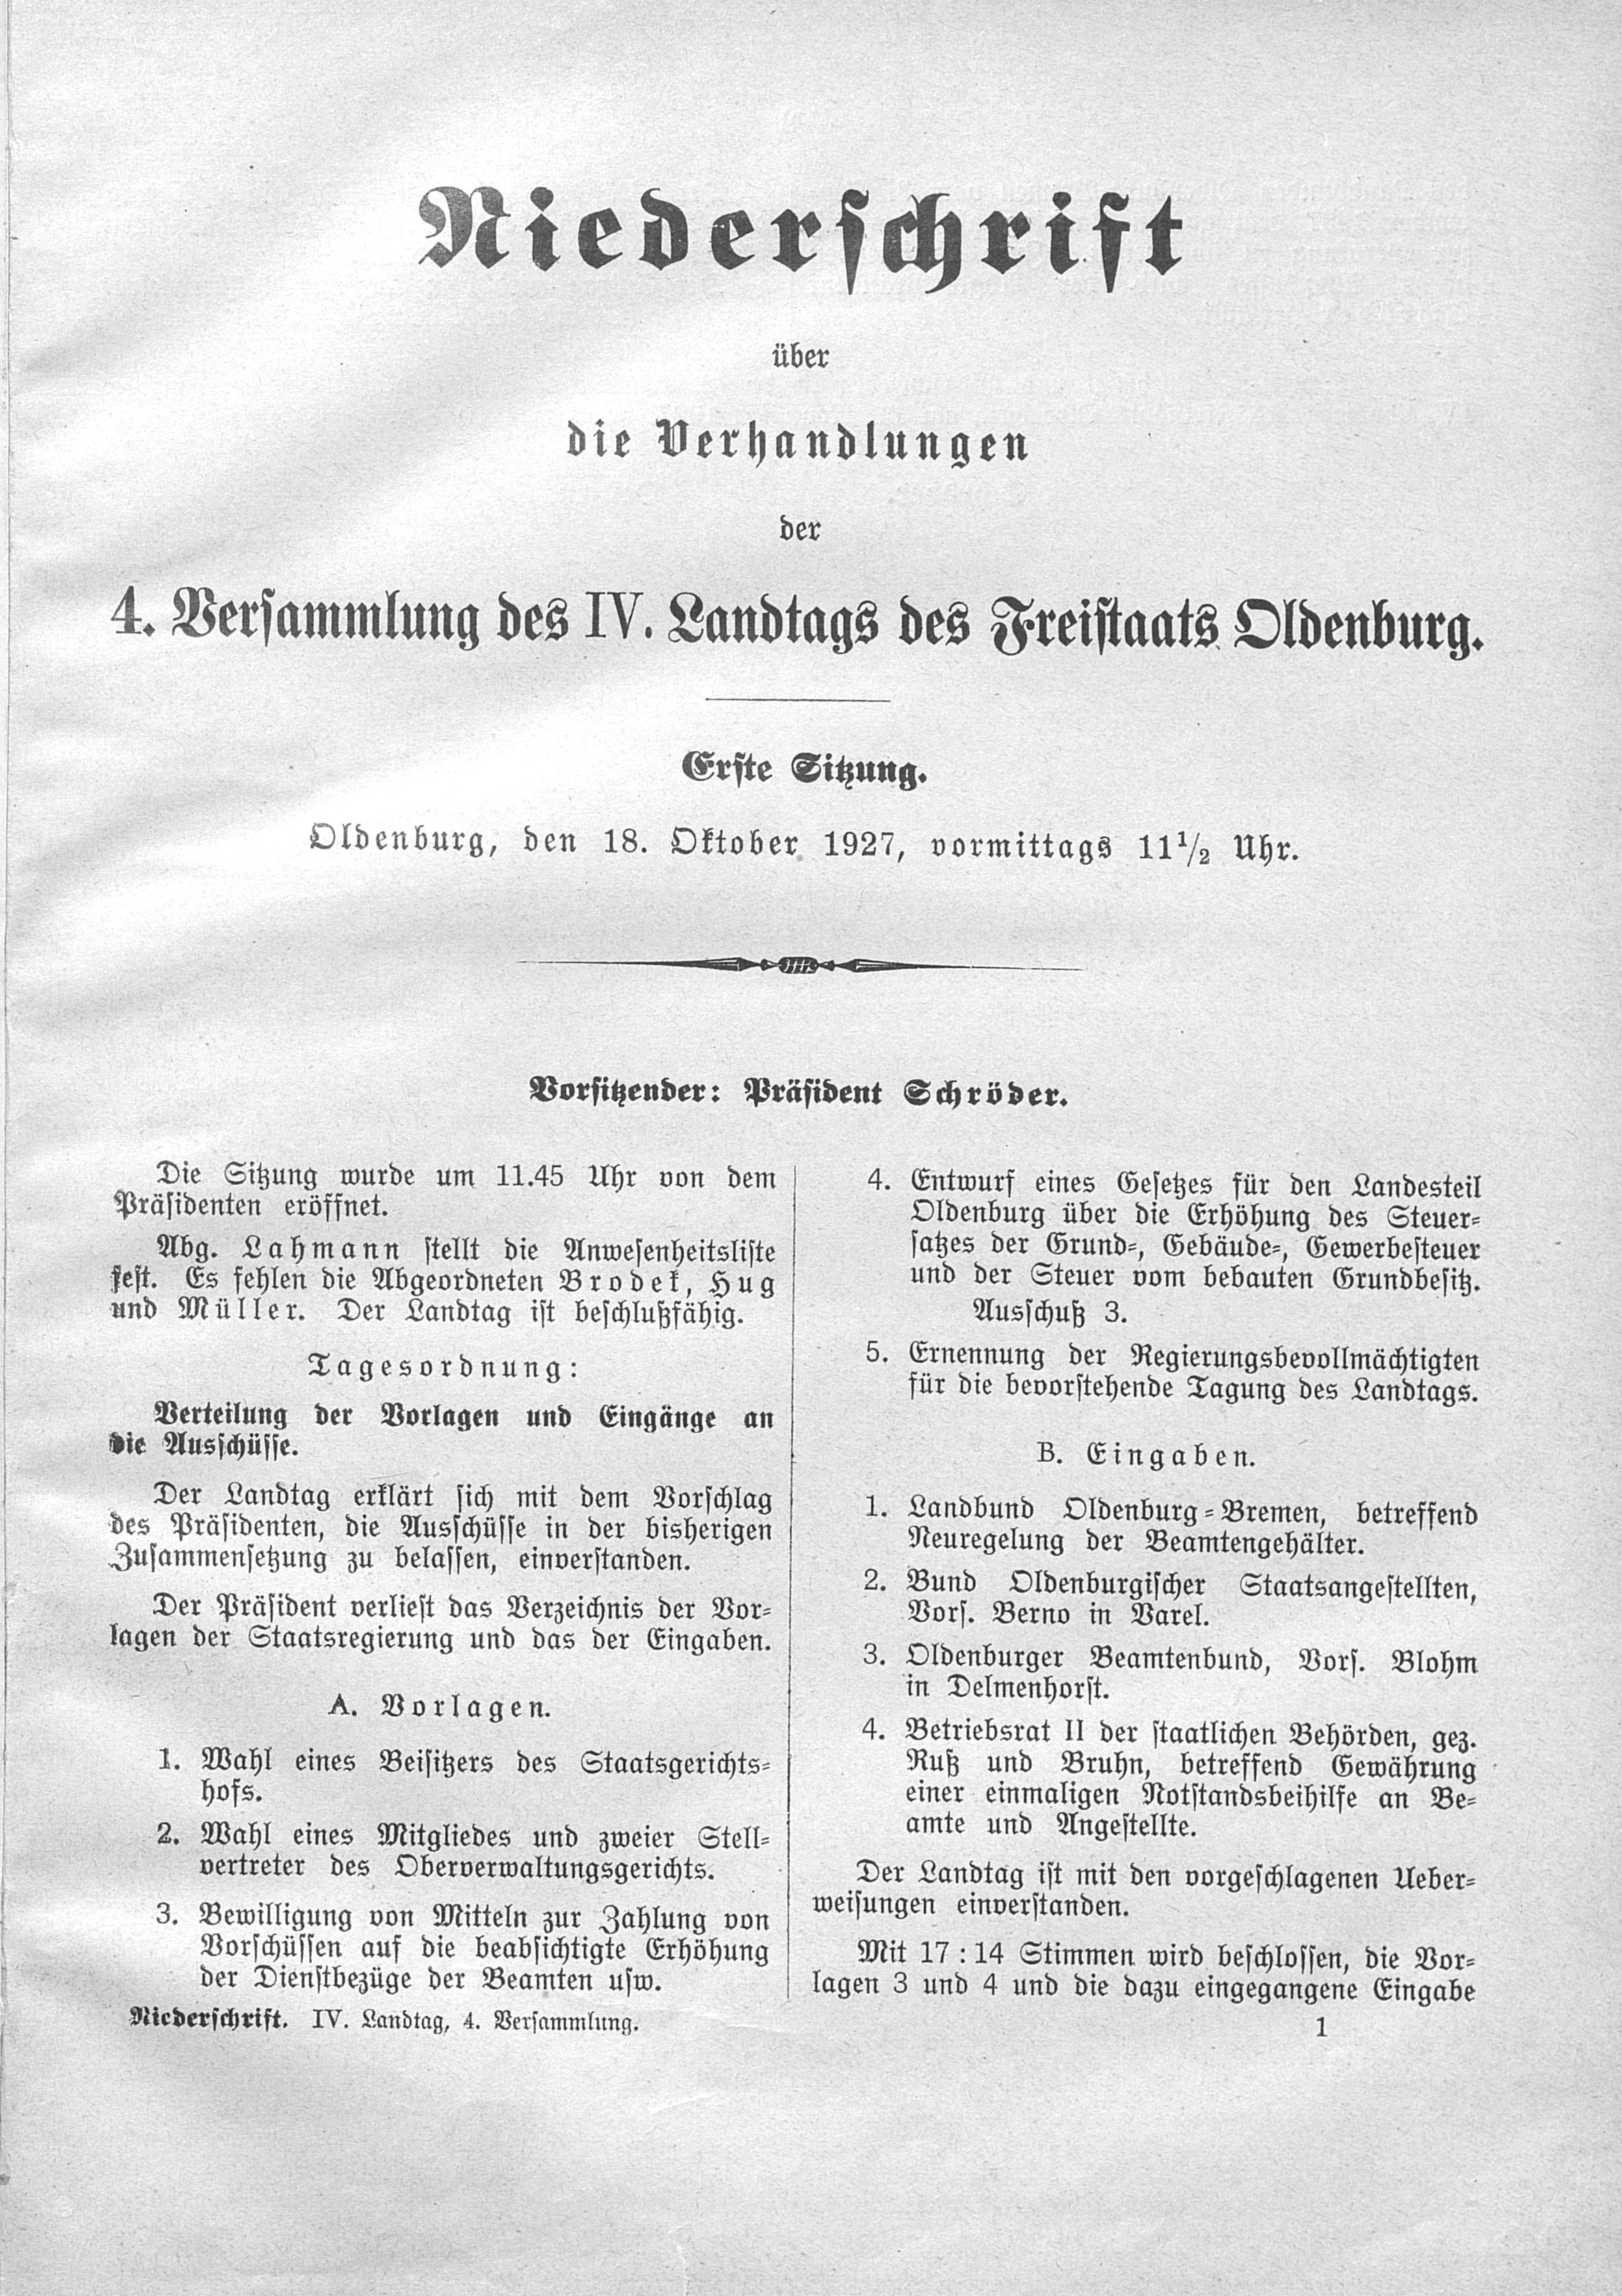 Niederschrift
über
die Verhandlungen
der
4. Versammlung des IV. Landtags des Freistaats Oldenburg.
Erste Sitzung.
Oldenburg, den 18. Oktober 1927, vormittags 11 1/2 Uhr.
Vorsitzender: Präsident Schröder.
Die Sitzung wurde um 11.45 Uhr von dem
Präsidenten eröffnet.
Abg. Lahmann stellt die Anwesenheitsliste
fest. Es fehlen die Abgeordneten Brodek, Hug
und Müller. Der Landtag ist beschlußfähig.
Tagesordnung:
Verteilung der Vorlagen und Eingänge an
die Ausschüsse.
Der Landtag erklärt sich mit dem Vorschlag
des Präsidenten, die Ausschüsse in der bisherigen
Zusammensetzung zu belassen, einverstanden.
Der Präsident verliest das Verzeichnis der Vor-
lagen der Staatsregierung und das der Eingaben.
A. Vorlagen.
1. Wahl eines Beisitzers des Staatsgerichts-
hofs.
2. Wahl eines Mitgliedes und zweier Stell-
vertreter des Oberverwaltungsgerichts.
3. Bewilligung von Mitteln zur Zahlung von
Vorschüssen auf die beabsichtigte Erhöhung
der Dienstbezüge der Beamten usw.
4. Entwurf eines Gesetzes für den Landesteil
Oldenburg über die Erhöhung des Steuer-
satzes der Grund-, Gebäude-, Gewerbesteuer
und der Steuer vom bebauten Grundbesitz.
Ausschuß 3.
5. Ernennung der Regierungsbevollmächtigten
für die bevorstehende Tagung des Landtags.
B. Eingaben.
1. Landbund Oldenburg-Bremen, betreffend
Neuregelung der Beamtengehälter.
2. Bund Oldenburgischer Staatsangestellten,
Vors. Berno in Varel.
3. Oldenburger Beamtenbund, Vors. Blohm
in Delmenhorst.
4. Betriebsrat II der staatlichen Behörden, gez.
Ruß und Bruhn, betreffend Gewährung
einer einmaligen Notstandsbeihilfe an Be-
amte und Angestellte.
Der Landtag ist mit den vorgeschlagenen Ueber-
weisungen einverstanden.
Mit 17 : 14 Stimmen wird beschlossen, die Vor-
lagen 3 und 4 und die dazu eingegangene Eingabe
Niederschrift. IV. Landtag, 4. Versammlung.
1